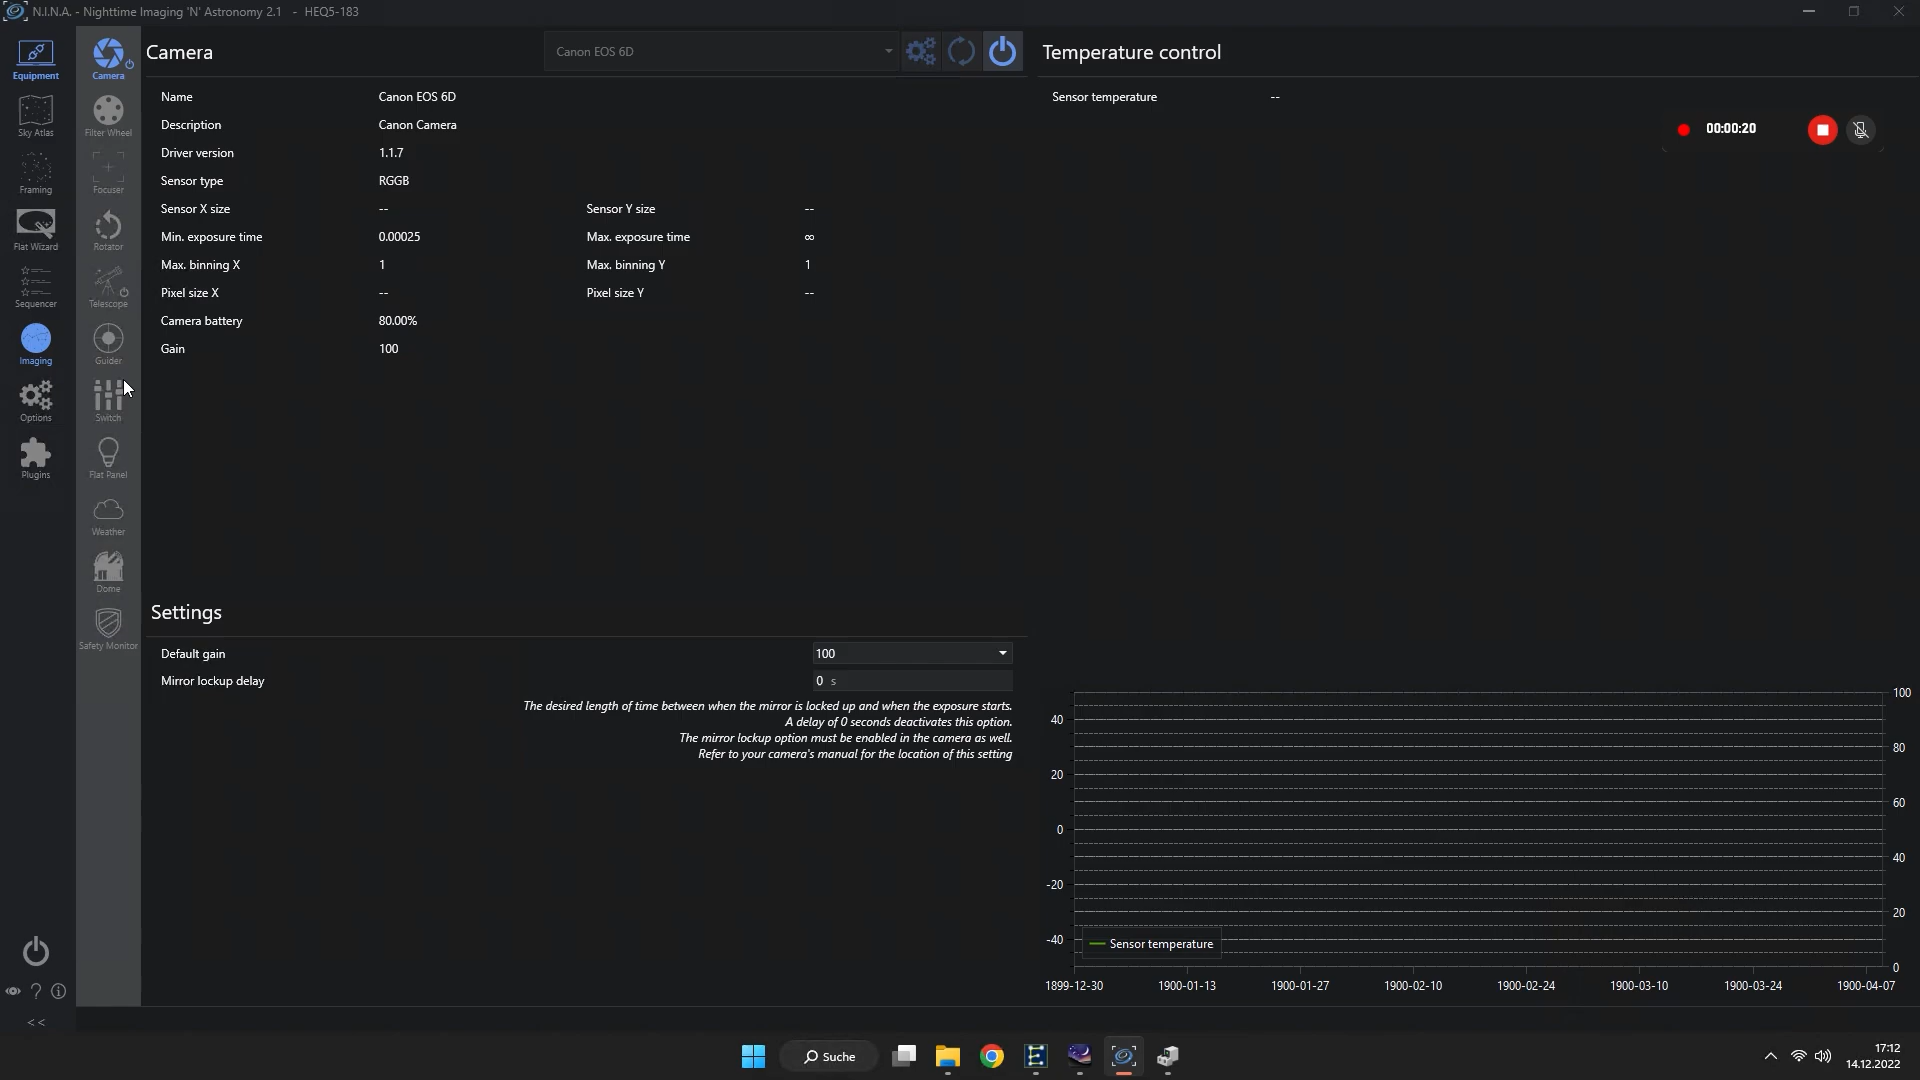 N.I.N.A. - Nighttime Imaging 'N' Astronomy 2.1 - HEQ5-183
Equipment
Sky Atlas
Framing
Flat Wizard
Sequencer
Imaging
Options
Plugins
<<
Camera
Filter Wheel
Focuser
Rotator
Telescope
Guider
Switch
Flat Panel
Weather
Dome
Safety Monitor
Camera
Canon EOS 6D
Name Canon EOS 6D
Description Canon Camera
Driver version 1.1.7
Sensor type RGGB
Sensor X size -- Sensor Y size --
Min. exposure time 0.00025 Max. exposure time ∞
Max. binning X 1 Max. binning Y 1
Pixel size X -- Pixel size Y --
Camera battery 80.00%
Gain 100
Settings
Default gain 100
Mirror lockup delay 0 s
The desired length of time between when the mirror is locked up and when the exposure starts.
A delay of 0 seconds deactivates this option.
The mirror lockup option must be enabled in the camera as well.
Refer to your camera's manual for the location of this setting
Temperature control
Sensor temperature --
00:00:20
100
40
80
20
60
0
40
-20
20
-40
Sensor temperature
0
1899-12-30 1900-01-13 1900-01-27 1900-02-10 1900-02-24 1900-03-10 1900-03-24 1900-04-07
Suche
17:12
14.12.2022